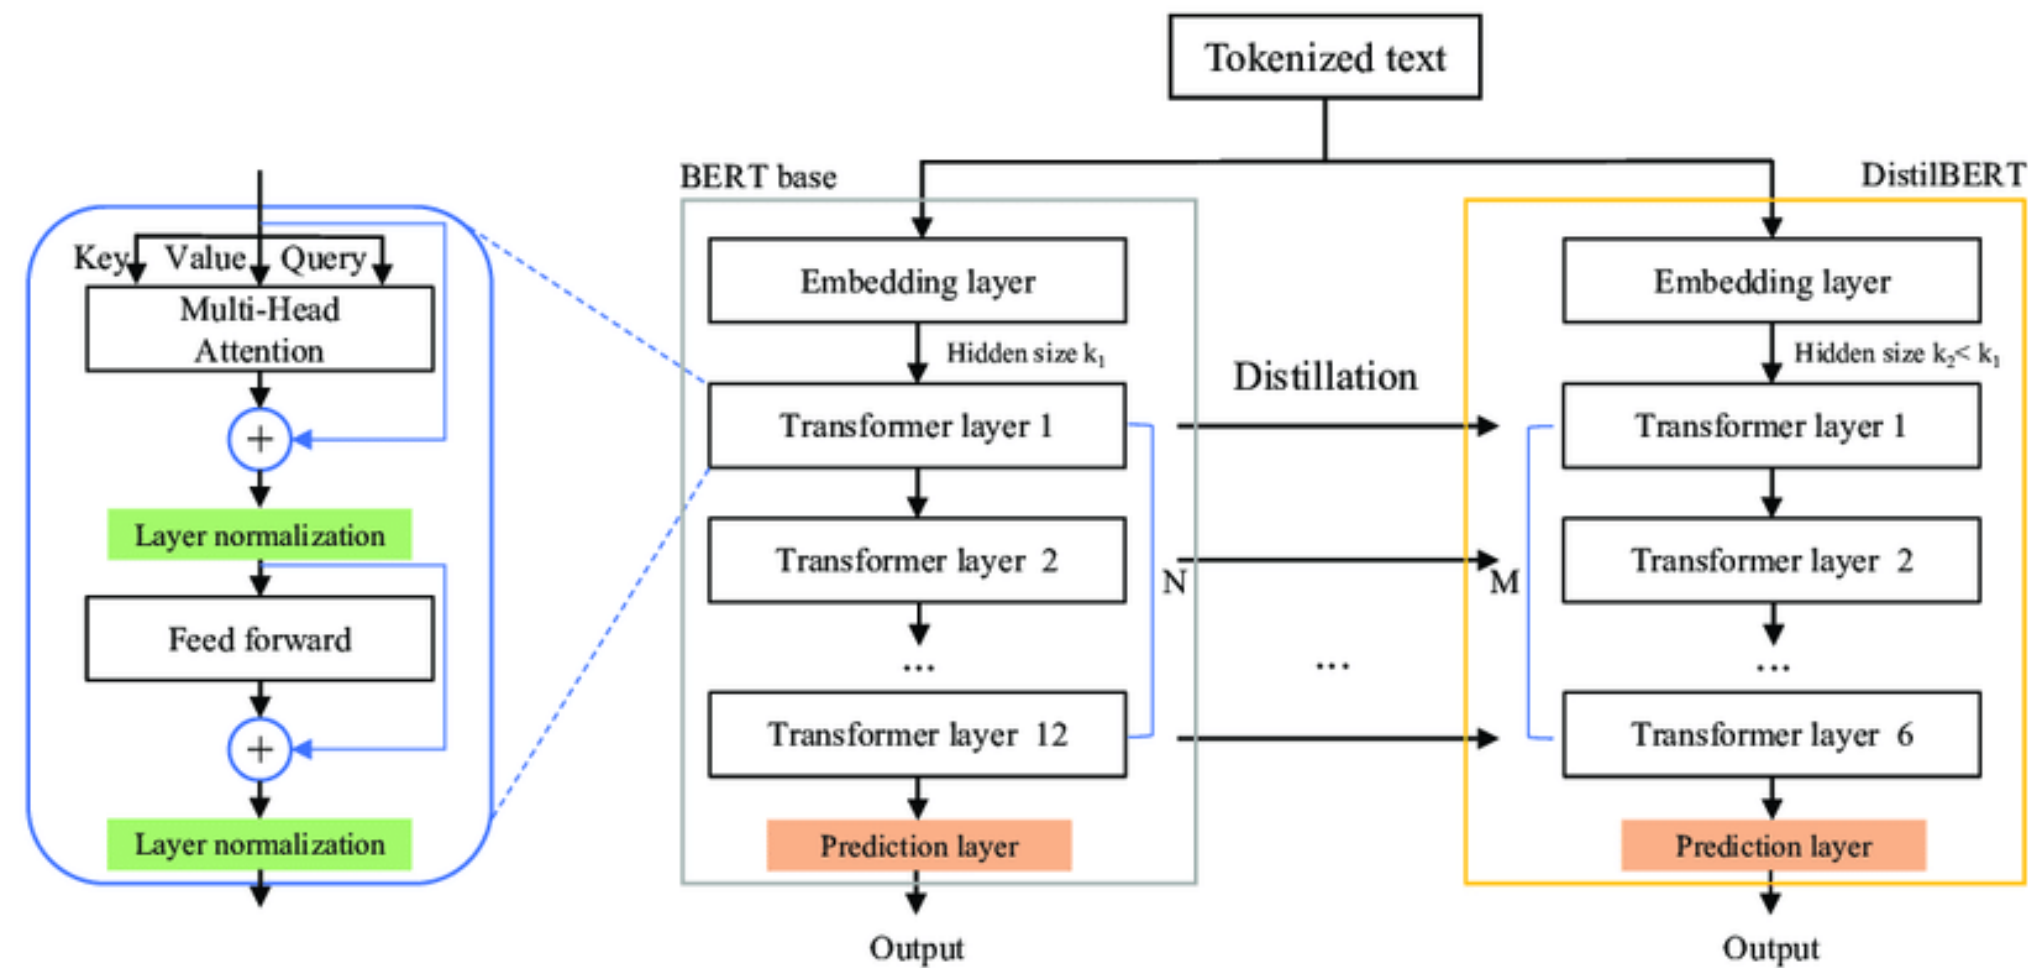 Tokenized text
BERT base
DistilBERT
Key Value Query
Multi-Head
Attention
+
Layer normalization
Feed forward
+
Layer normalization
Embedding layer
Hidden size k₁
Transformer layer 1
Transformer layer 2
...
Transformer layer 12
N
Prediction layer
Output
Distillation
...
Embedding layer
Hidden size k₂< k₁
Transformer layer 1
Transformer layer 2
...
Transformer layer 6
M
Prediction layer
Output